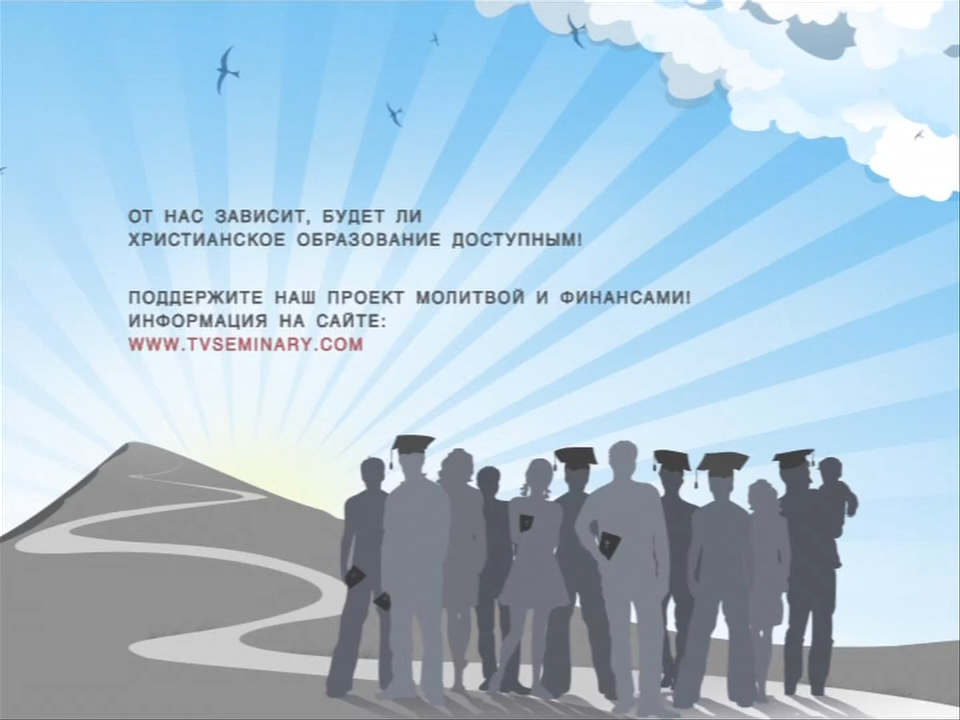 ОТ НАС ЗАВИСИТ, БУДЕТ ЛИ
ХРИСТИАНСКОЕ ОБРАЗОВАНИЕ ДОСТУПНЫМ!
ПОДДЕРЖИТЕ НАШ ПРОЕКТ МОЛИТВОЙ И ФИНАНСАМИ!
ИНФОРМАЦИЯ НА САЙТЕ:
WWW.TVSEMINARY.COM